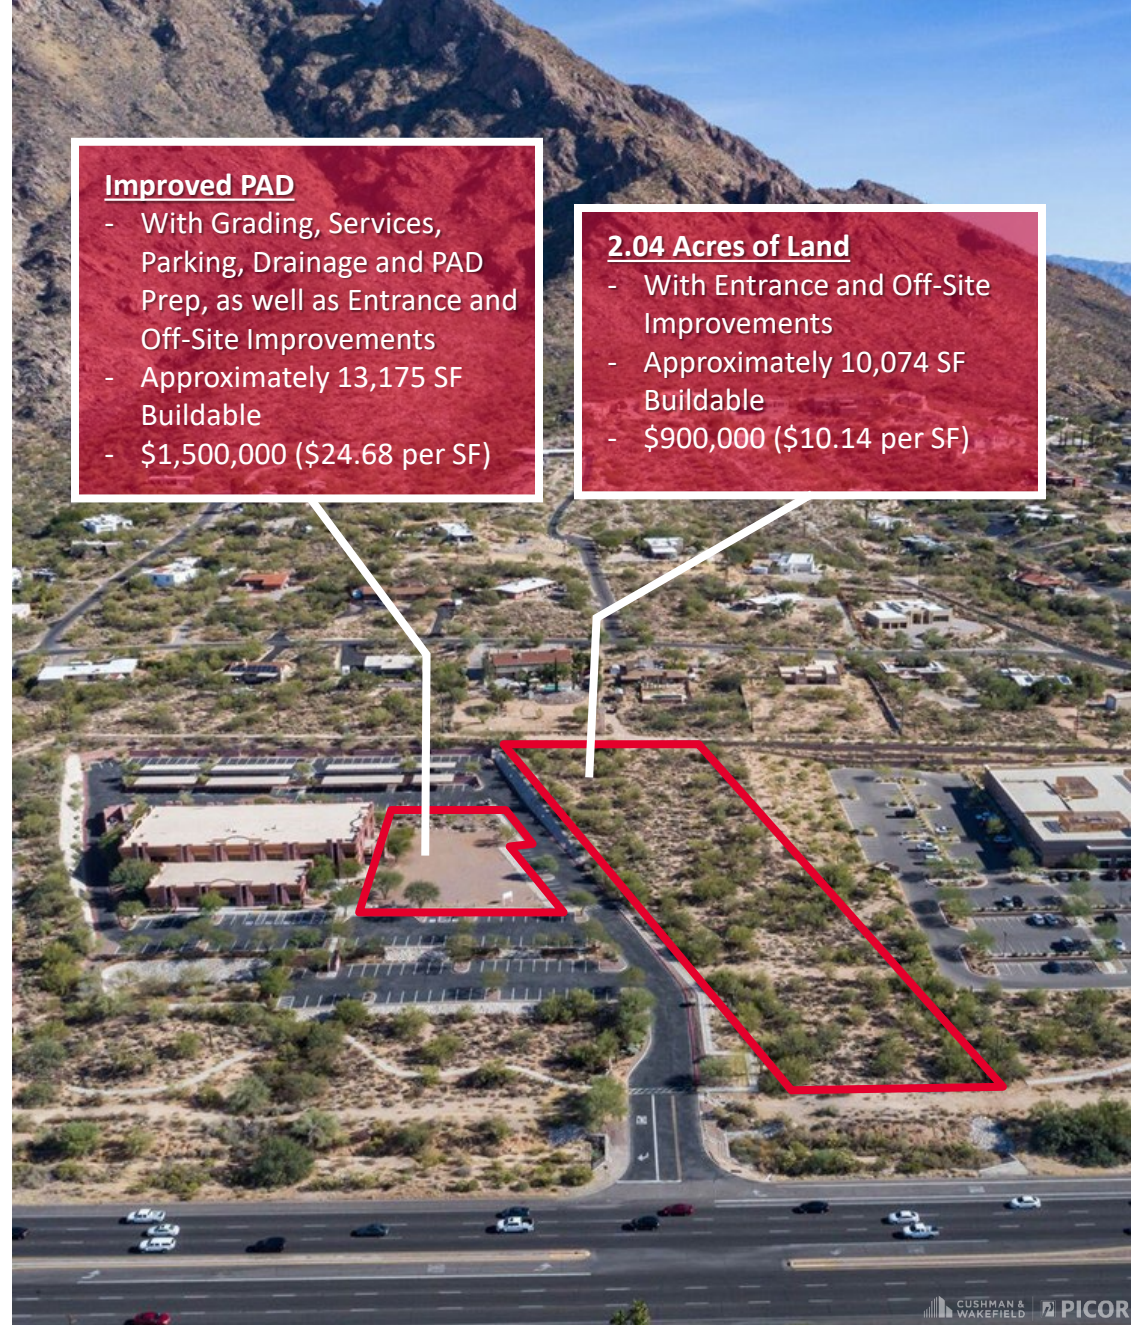 Improved PAD
- With Grading, Services,
Parking, Drainage and PAD
Prep, as well as Entrance and
Off-Site Improvements
- Approximately 13,175 SF
Buildable
- $1,500,000 ($24.68 per SF)
2.04 Acres of Land
- With Entrance and Off-Site
Improvements
- Approximately 10,074 SF
Buildable
- $900,000 ($10.14 per SF)
CUSHMAN &
WAKEFIELD
PICOR